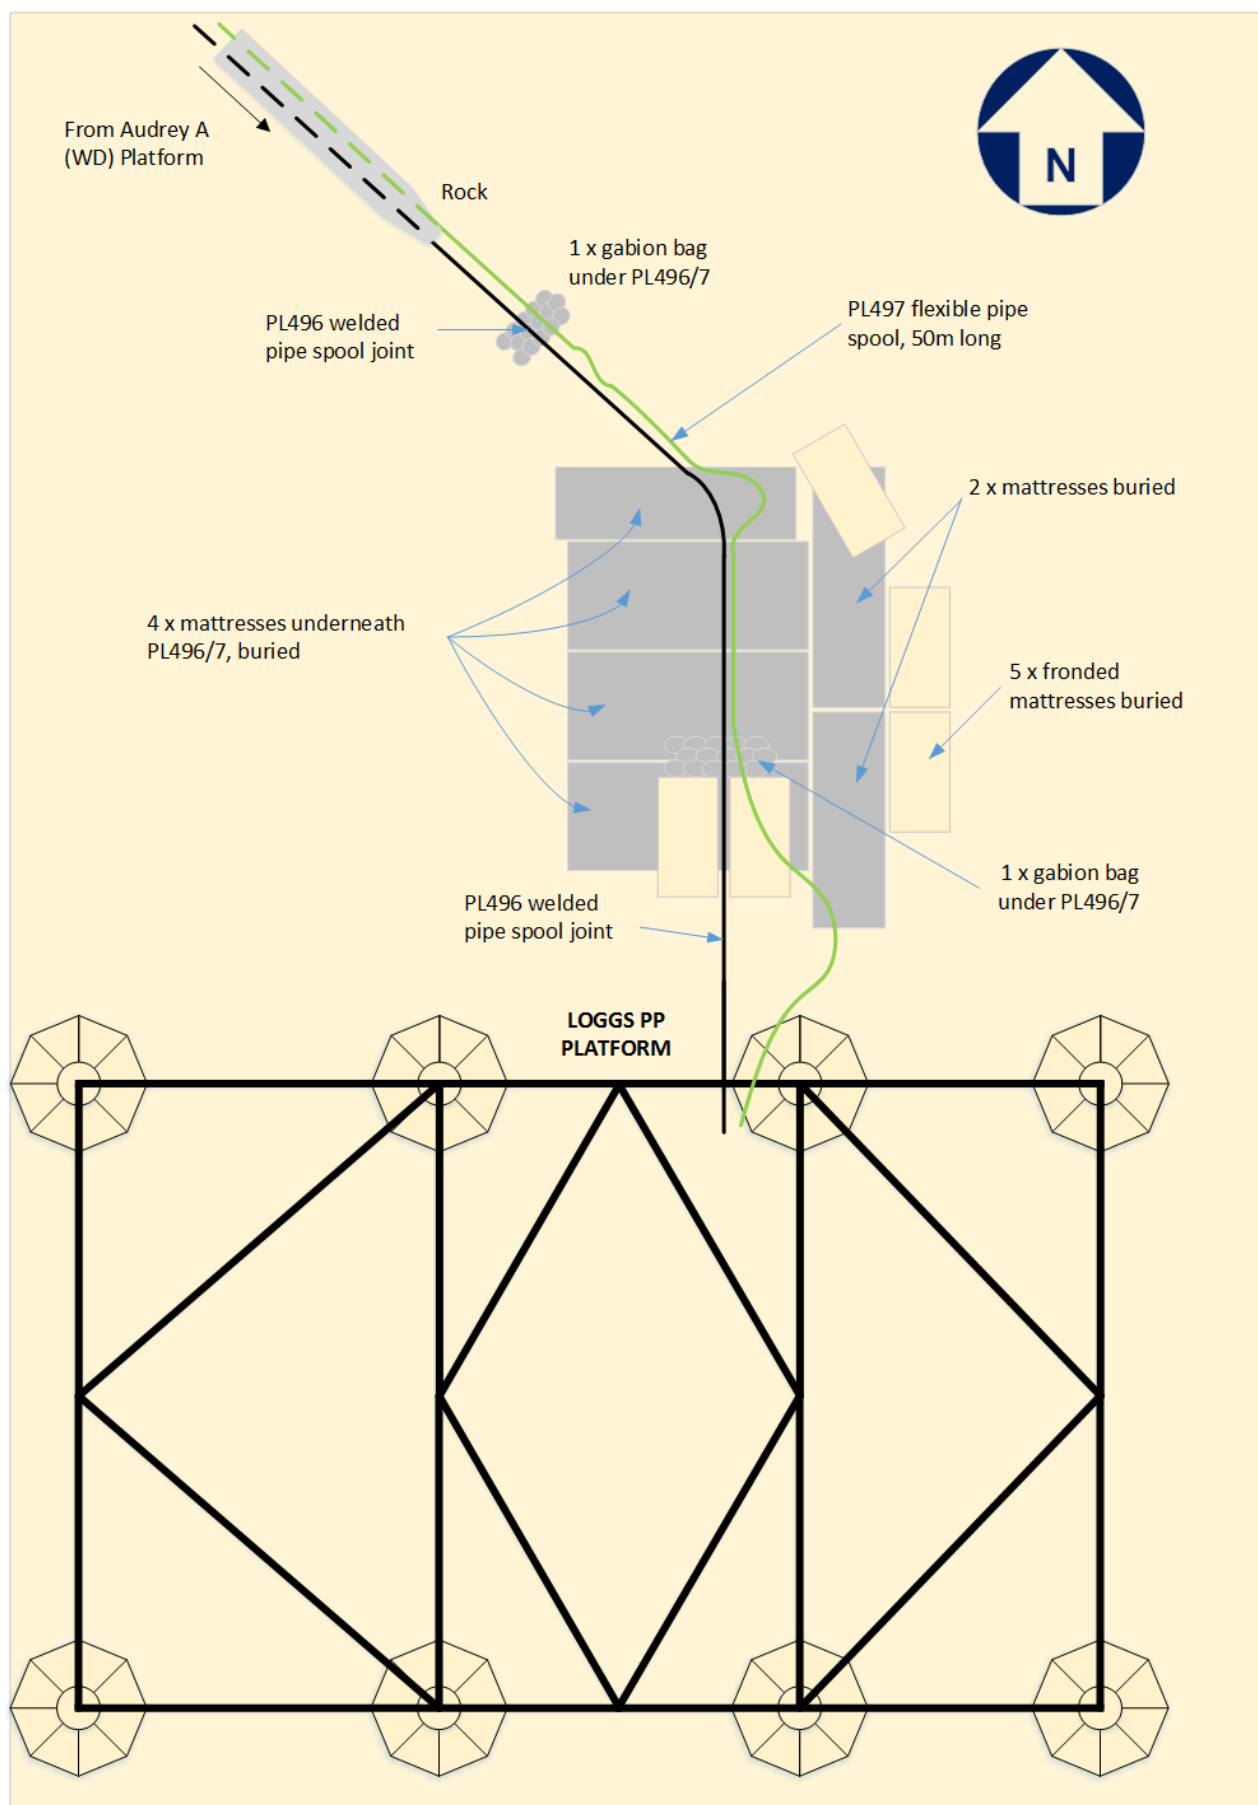 From Audrey A
(WD) Platform
Rock
N
1 x gabion bag
under PL496/7
PL496 welded
pipe spool joint
PL497 flexible pipe
spool, 50m long
2 x mattresses buried
4 x mattresses underneath
PL496/7, buried
5 x fronded
mattresses buried
1 x gabion bag
under PL496/7
PL496 welded
pipe spool joint
LOGGS PP
PLATFORM